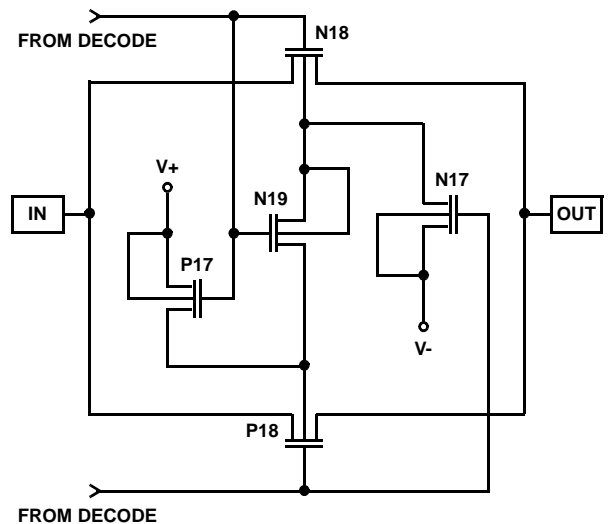 FROM DECODE
N18
V+
N19
N17
IN
OUT
P17
V-
P18
FROM DECODE